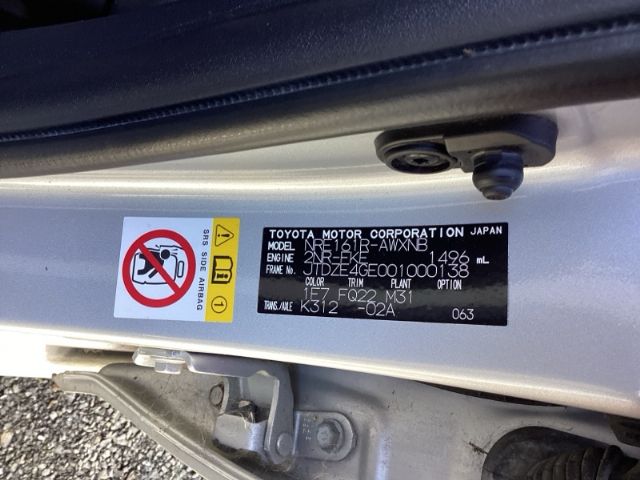 SRS SIDE AIRBAG
1
TOYOTA MOTOR CORPORATION JAPAN
MODEL NRE161R-AWXNB
ENGINE 2NR-FKE 1496 mL
FRAME No. JTDZE4GE001000138
COLOR TRIM PLANT OPTION
1E7 FQ22 M31
TRANS./AXLE K312 -02A 063